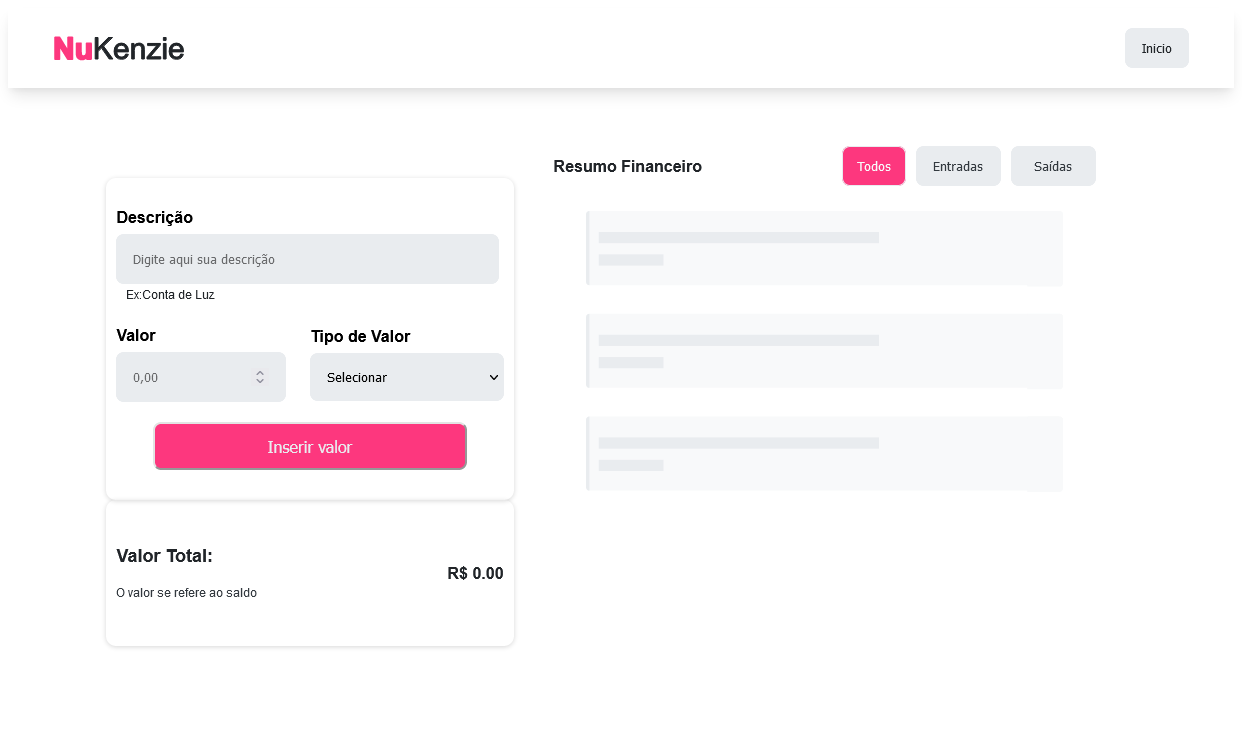 NuKenzie
Inicio
Descrição
Digite aqui sua descrição
Ex:Conta de Luz
Valor
Tipo de Valor
0,00
Selecionar
Inserir valor
Valor Total:
R$ 0.00
O valor se refere ao saldo
Resumo Financeiro
Todos
Entradas
Saídas